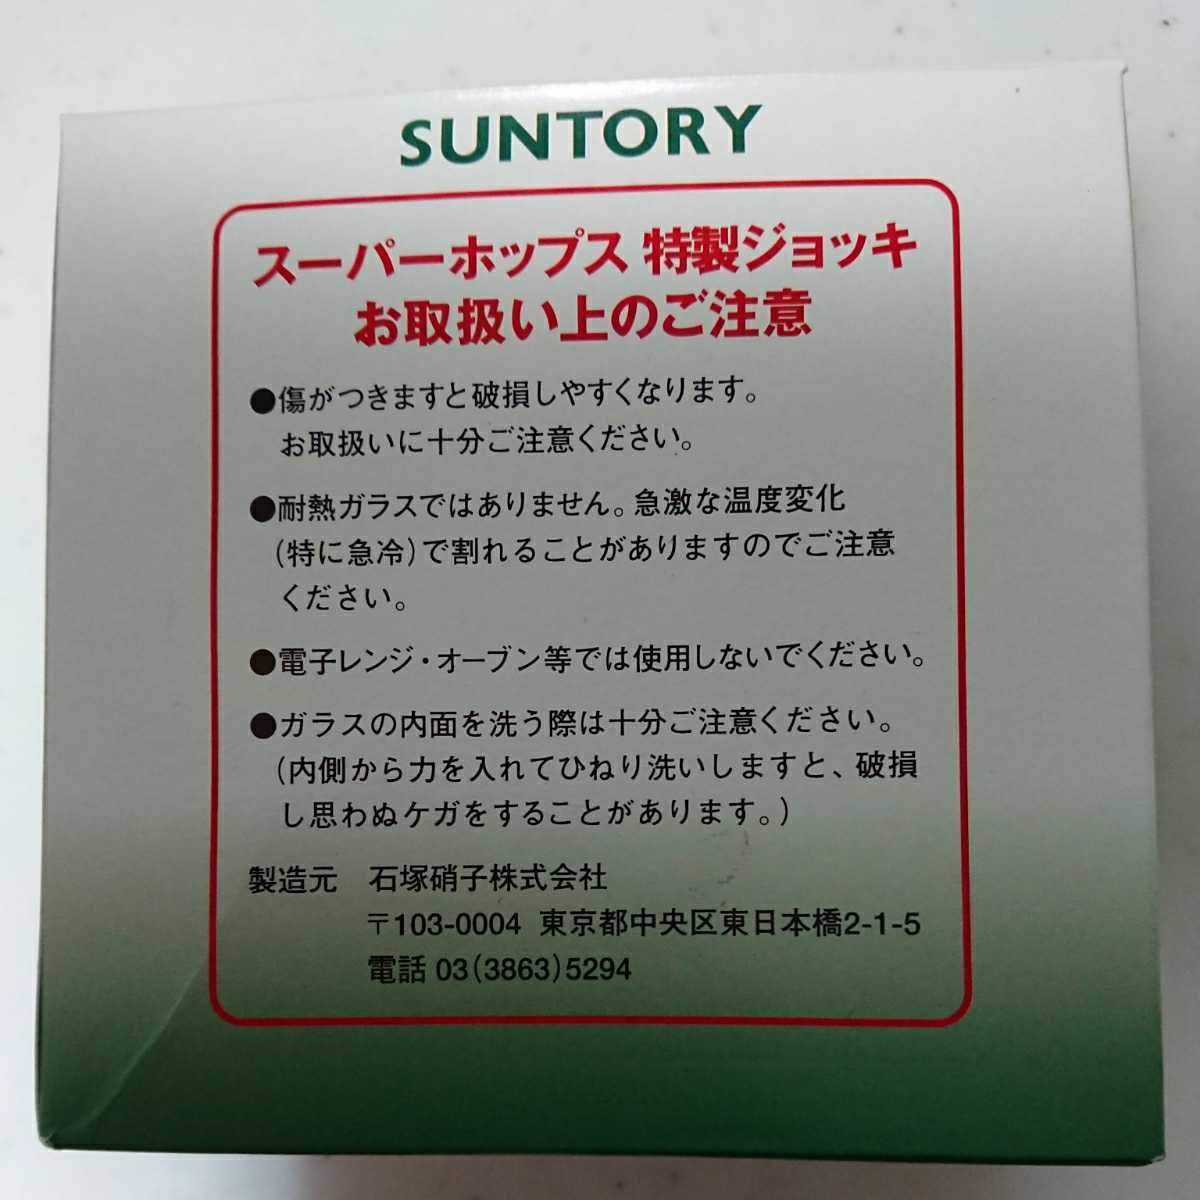 SUNTORY
スーパーホップス 特製ジョッキ
お取扱い上のご注意
●傷がつきますと破損しやすくなります。
お取扱いに十分ご注意ください。
●耐熱ガラスではありません。急激な温度変化
(特に急冷)で割れることがありますのでご注意
ください。
●電子レンジ・オーブン等では使用しないでください。
●ガラスの内面を洗う際は十分ご注意ください。
(内側から力を入れてひねり洗いしますと、破損
し思わぬケガをすることがあります。)
製造元 石塚硝子株式会社
〒103-0004 東京都中央区東日本橋2-1-5
電話 03(3863)5294